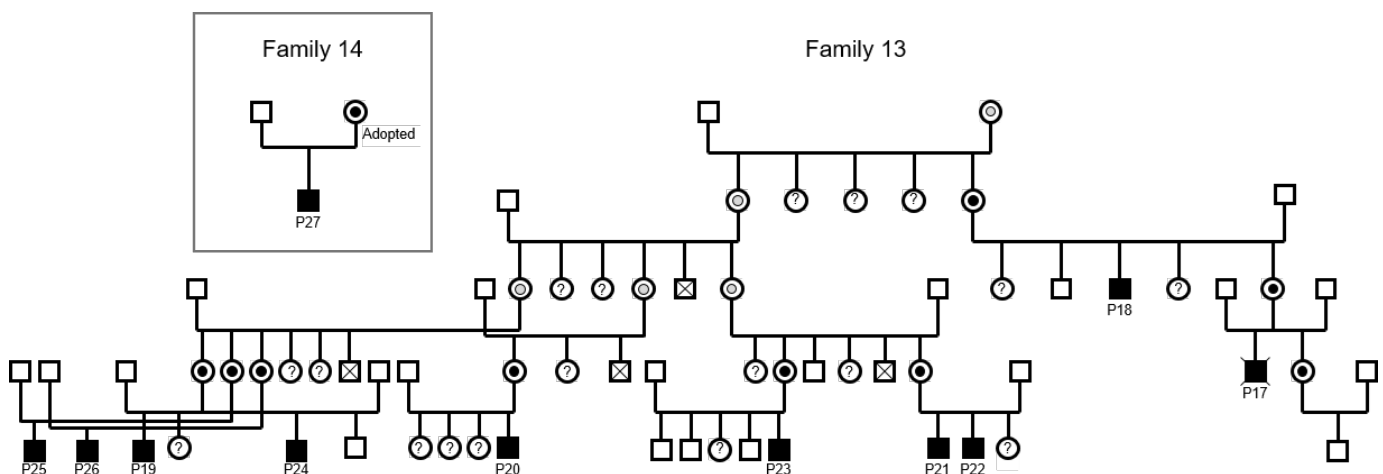 Family 14
Family 13
Adopted
? ? ?
P27
? ? ? ?
P18
? ? ? ? ?
P17
? ? ? ? ? ?
P25 P26 P19 P24 P20 P23 P21 P22